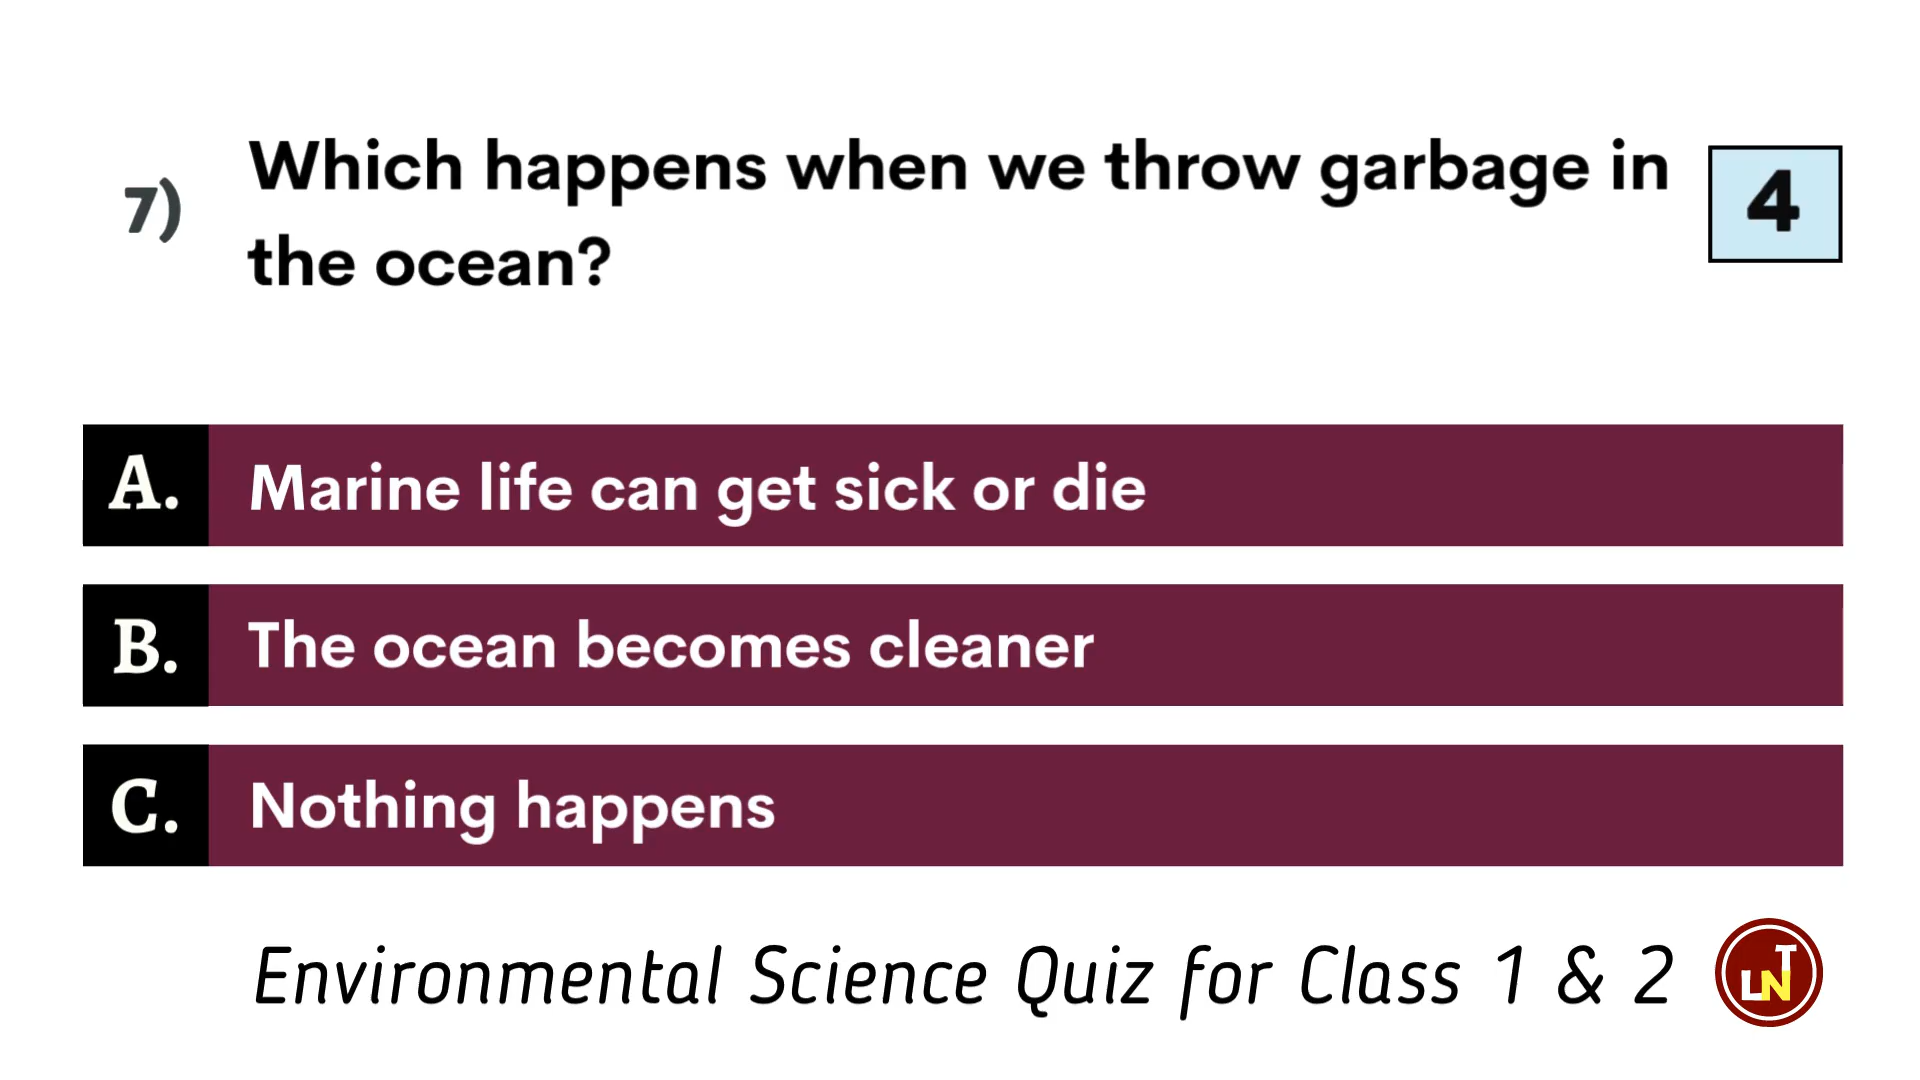 7) Which happens when we throw garbage in
the ocean?
4
A. Marine life can get sick or die
B. The ocean becomes cleaner
C. Nothing happens
Environmental Science Quiz for Class 1 & 2
LNT